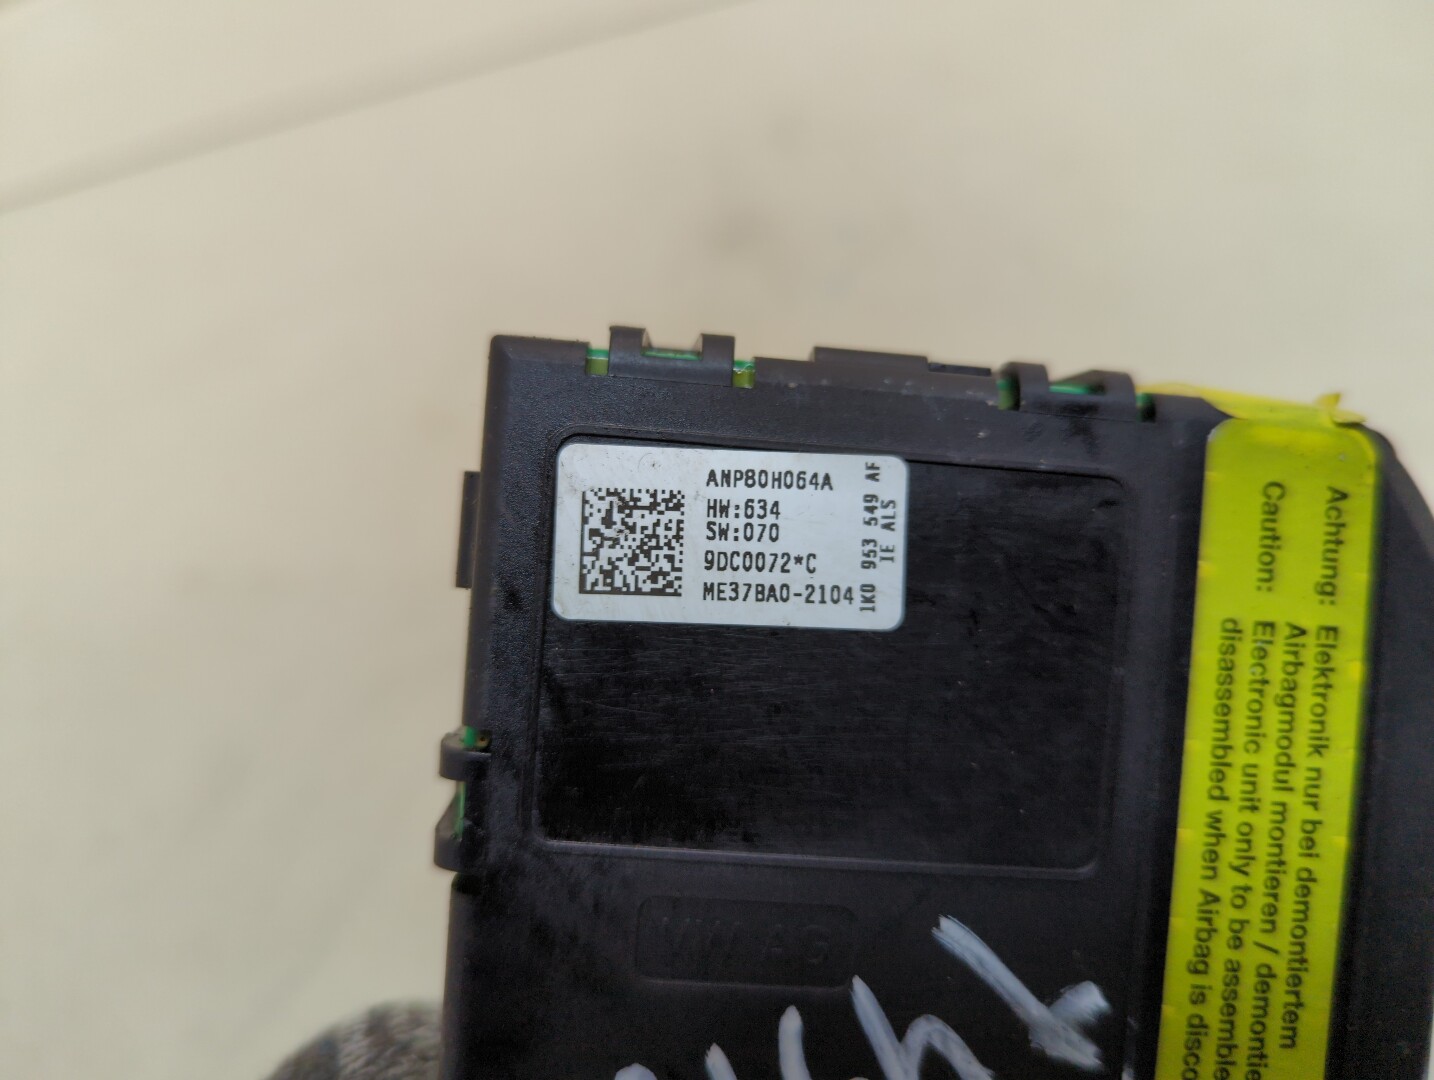 ANP80H064A
HW:634
SW:070
9DC0072*C
ME37BA0-2104
1K0 953 549 AF
IE ALS
Achtung: Elektronik nur bei demontiertem
Airbagmodul montieren / demontie
Caution: Electronic unit only to be assemble
disassembled when Airbag is disco
VW AG